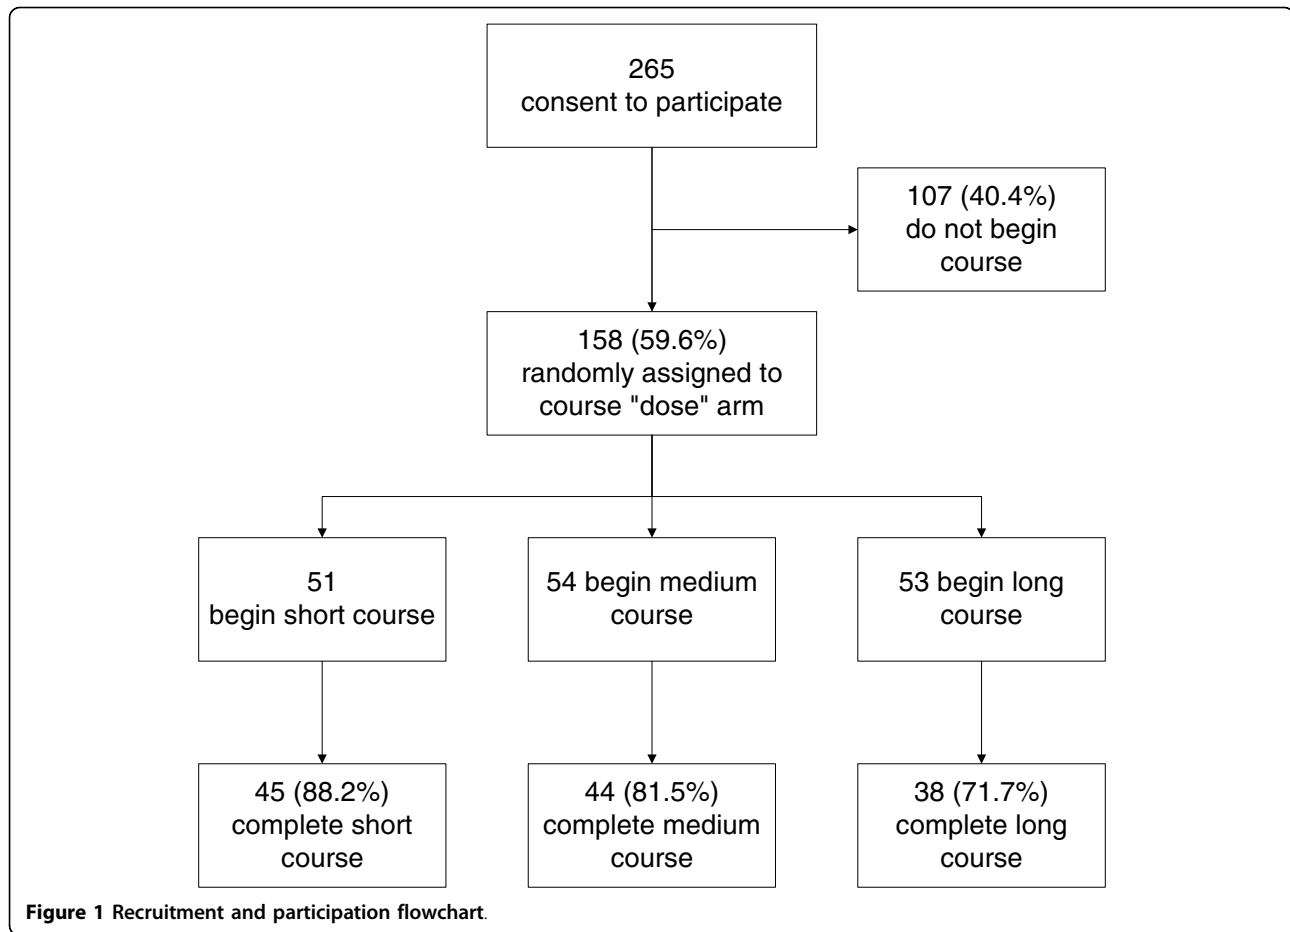 265
consent to participate
107 (40.4%)
do not begin
course
158 (59.6%)
randomly assigned to
course "dose" arm
51
begin short course
54 begin medium
course
53 begin long
course
45 (88.2%)
complete short
course
44 (81.5%)
complete medium
course
38 (71.7%)
complete long
course
Figure 1 Recruitment and participation flowchart.